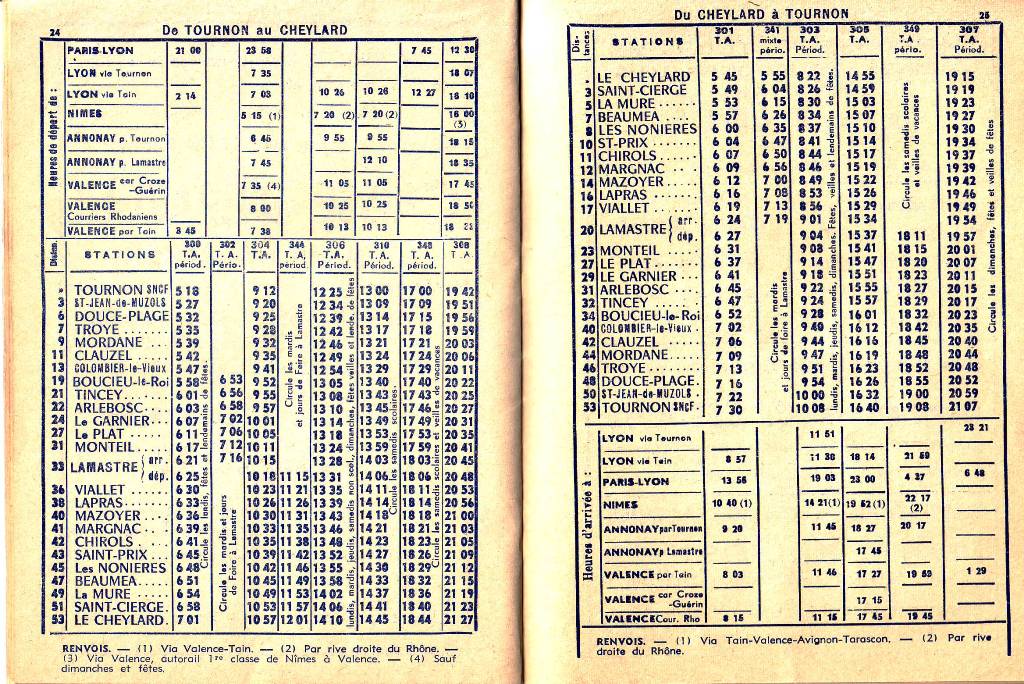 24 De TOURNON au CHEYLARD
Heures de départ de :
PARIS-LYON 21 00 23 58 7 45 12 30
LYON via Tournon 7 35 18 07
LYON via Tain 2 14 7 03 10 26 10 26 12 27 18 10
NIMES 5 15 (1) 7 20 (2) 7 20 (2) 16 00 (3)
ANNONAY p. Tournon 6 45 9 55 9 55 18 15
ANNONAY p. Lamastre 7 45 12 10 18 35
VALENCE car Croze-Guérin 7 35 (4) 11 05 11 05 17 45
VALENCE Courriers Rhodaniens 8 00 10 25 10 25 18 50
VALENCE par Tain 3 45 7 38 10 13 10 13
STATIONS 300 302 304 344 306 310 348 308
T.A. périod. T.A. Pério. T.A. T.A. périod. T.A. Périod. T.A. périod. T.A. périod. T.A.
» TOURNON SNCF 5 18 9 12 12 25 13 00 17 00 19 42
3 ST-JEAN-de-MUZOLS 5 27 9 20 12 34 13 09 17 09 19 51
6 DOUCE-PLAGE 5 32 9 25 12 39 13 14 17 15 19 56
7 TROYE 5 35 9 28 12 42 13 17 17 18 19 59
9 MORDANE 5 39 9 32 12 46 13 21 17 21 20 03
11 CLAUZEL 5 42 9 35 12 49 13 24 17 24 20 06
13 COLOMBIER-le-Vieux 5 47 9 41 12 54 13 29 17 29 20 11
19 BOUCIEU-le-Roi 5 58 6 53 9 52 13 05 13 40 17 40 20 22
21 TINCEY 6 01 6 56 9 55 13 08 13 43 17 43 20 25
22 ARLEBOSC 6 03 6 58 9 57 13 10 13 45 17 46 20 27
24 Le GARNIER 6 07 7 02 10 01 13 14 13 49 17 49 20 31
27 Le PLAT 6 11 7 06 10 05 13 18 13 53 17 53 20 35
31 MONTEIL 6 17 7 12 10 11 13 24 13 59 17 59 20 41
33 LAMASTRE arr. 6 21 7 16 10 15 13 28 14 03 18 03 20 45
dép. 6 25 10 18 11 15 13 31 14 06 18 06 20 48
36 VIALLET 6 30 10 23 11 21 13 35 14 11 18 11 20 53
38 LAPRAS 6 33 10 26 11 26 13 39 14 14 18 14 20 56
40 MAZOYER 6 37 10 30 11 31 13 43 14 18 18 18 21 00
41 MARGNAC 6 39 10 33 11 35 13 46 14 21 18 21 21 03
42 CHIROLS 6 41 10 35 11 38 13 48 14 23 18 23 21 05
43 SAINT-PRIX 6 45 10 39 11 42 13 52 14 27 18 26 21 09
45 Les NONIERES 6 48 10 42 11 46 13 55 14 30 18 29 21 12
47 BEAUMEA 6 51 10 45 11 49 13 58 14 33 18 32 21 15
49 La MURE 6 54 10 49 11 53 14 02 14 37 18 36 21 19
51 SAINT-CIERGE 6 58 10 53 11 57 14 06 14 41 18 40 21 23
53 LE CHEYLARD 7 01 10 57 12 01 14 10 14 45 18 44 21 27
Circule les mardis et jours de Foire à Lamastre
Circule les mardis et jours de Foire à Lamastre
Circule les samedis scolaires et veilles de vacances
RENVOIS. — (1) Via Valence-Tain. — (2) Par rive droite du Rhône. —
(3) Via Valence, autorail 1re classe de Nîmes à Valence. — (4) Sauf
dimanches et fêtes.
Du CHEYLARD à TOURNON 25
Distances STATIONS 301 341 303 305 349 307
T.A. mixte pério. T.A. Périod. T.A. T.A. pério. T.A. Périod.
LE CHEYLARD 5 45 5 55 8 22 14 55 19 15
3 SAINT-CIERGE 5 49 6 04 8 26 14 59 19 19
5 LA MURE 5 53 6 15 8 30 15 03 19 23
7 BEAUMEA 5 57 6 26 8 34 15 07 19 27
8 LES NONIERES 6 00 6 35 8 37 15 10 19 30
10 ST-PRIX 6 04 6 47 8 41 15 14 19 34
11 CHIROLS 6 07 6 50 8 44 15 17 19 37
12 MARGNAC 6 09 6 56 8 46 15 19 19 39
14 MAZOYER 6 12 7 00 8 49 15 22 19 42
16 LAPRAS 6 16 7 08 8 53 15 26 19 46
17 VIALLET 6 19 7 13 8 56 15 29 19 49
20 LAMASTRE arr. 6 24 7 19 9 01 15 34 19 54
dép. 6 27 9 04 15 37 18 11 19 57
23 MONTEIL 6 31 9 08 15 41 18 15 20 01
27 LE PLAT 6 37 9 14 15 47 18 20 20 07
29 LE GARNIER 6 41 9 18 15 51 18 23 20 11
31 ARLEBOSC 6 45 9 22 15 55 18 27 20 15
32 TINCEY 6 47 9 24 15 57 18 29 20 17
34 BOUCIEU-le-Roi 6 52 9 28 16 01 18 32 20 23
40 COLOMBIER-le-Vieux 7 02 9 40 16 12 18 42 20 35
42 CLAUZEL 7 06 9 44 16 16 18 45 20 40
44 MORDANE 7 09 9 47 16 19 18 48 20 44
46 TROYE 7 13 9 51 16 23 18 52 20 48
48 DOUCE-PLAGE 7 16 9 54 16 26 18 55 20 52
50 ST-JEAN-de-MUZOLS 7 22 10 00 16 32 19 00 20 59
53 TOURNON SNCF 7 30 10 08 16 40 19 08 21 07
Circule les mardis et jours de foire à Lamastre
lundis, mardis, jeudis, samedis, dimanches, fêtes, veilles et lendemains de fêtes.
Circule les samedis scolaires et veilles de vacances
Circule les dimanches, fêtes et veilles de fêtes
Heures d'arrivée à :
LYON via Tournon 11 51 23 21
LYON via Tain 8 57 11 38 18 14 21 59
PARIS-LYON 13 55 19 03 23 00 4 37 6 48
NIMES 10 40 (1) 14 21 (1) 19 52 (1) 22 17 (2)
ANNONAY par Tournon 9 20 11 45 18 27 20 17
ANNONAY p Lamastre 17 45
VALENCE par Tain 8 03 11 46 17 27 19 53 1 29
VALENCE car Croze-Guérin 17 15
VALENCE Cour. Rho 8 15 11 15 17 45 19 45
RENVOIS. — (1) Via Tain-Valence-Avignon-Tarascon. — (2) Par rive
droite du Rhône.